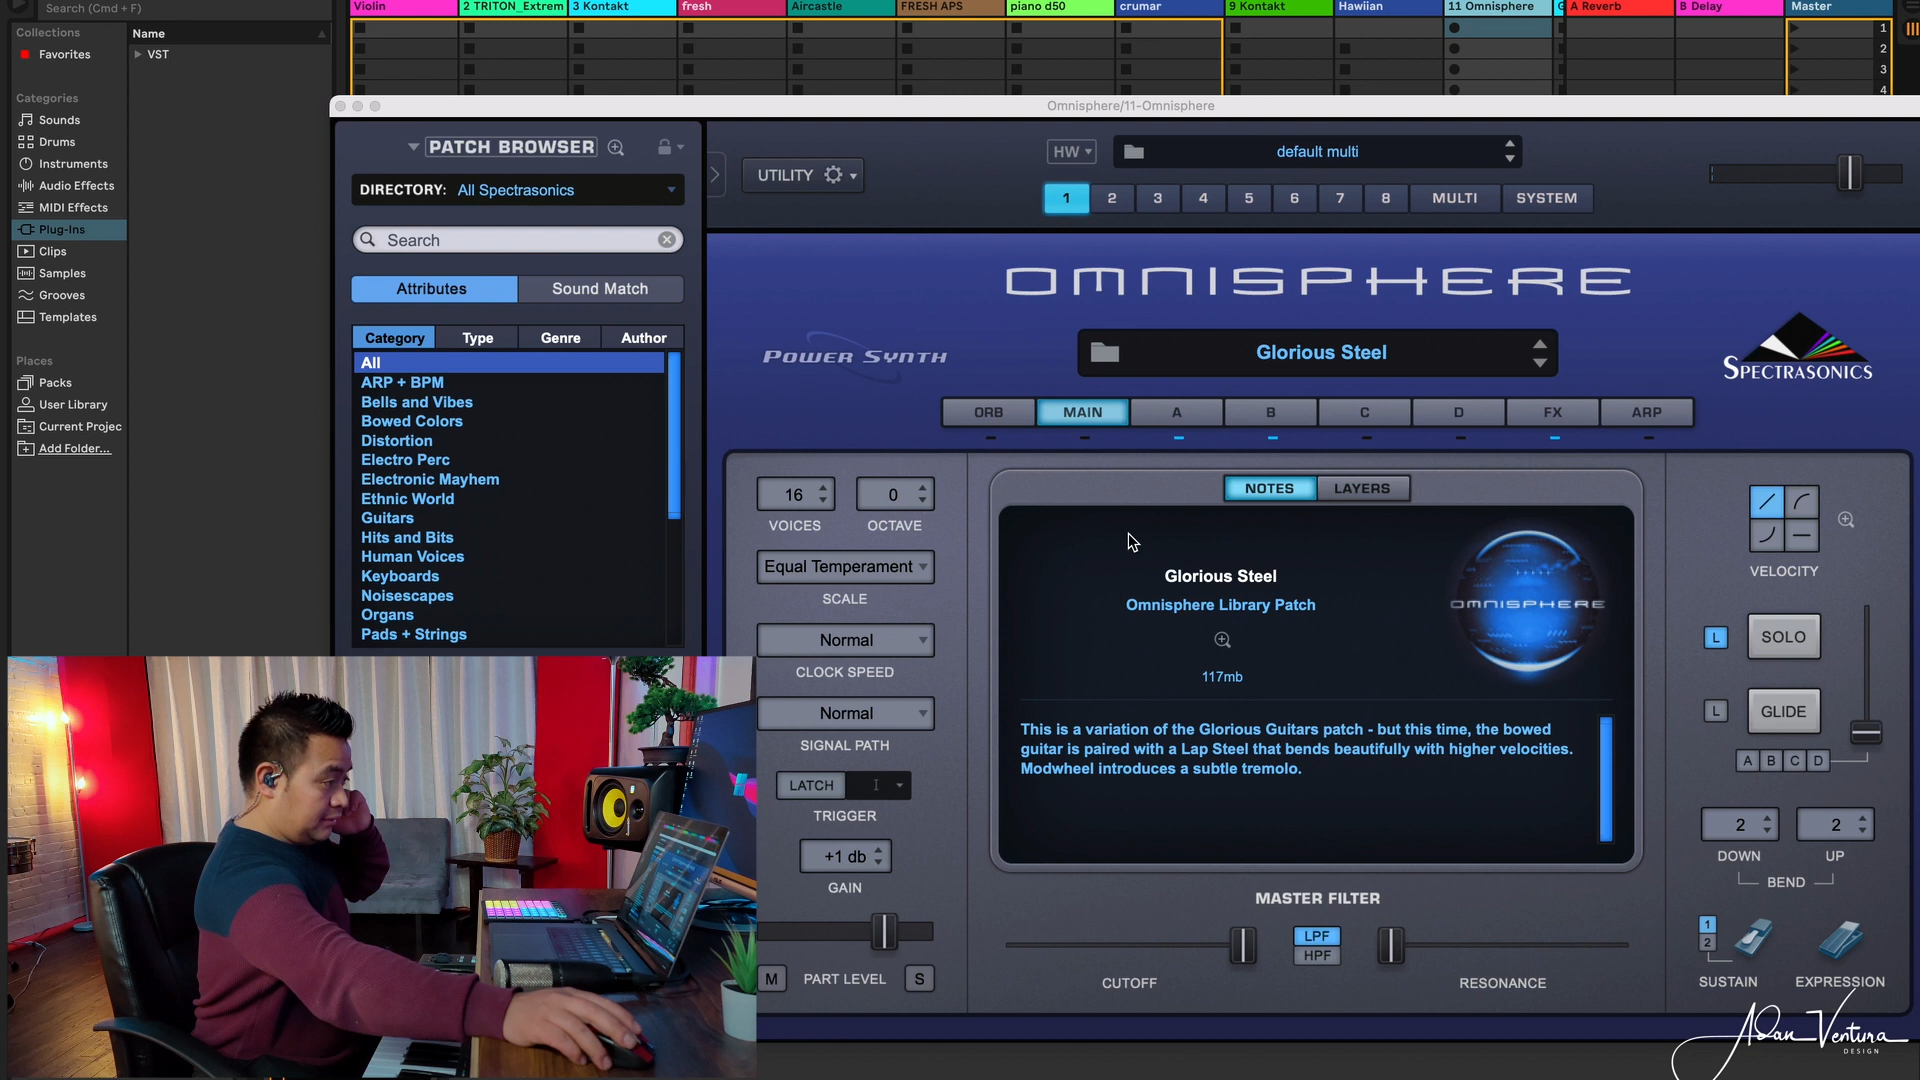 Search (Cmd + F)
Collections
Favorites
Categories
Sounds
Drums
Instruments
Audio Effects
MIDI Effects
Plug-Ins
Clips
Samples
Grooves
Templates
Places
Packs
User Library
Current Projec
Add Folder...
Name
VST
Violin
2 TRITON_Extrem
3 Kontakt
fresh
Aircastle
FRESH APS
piano d50
crumar
9 Kontakt
Hawiian
11 Omnisphere
A Reverb
B Delay
Master
1
2
3
4
Omnisphere/11-Omnisphere
PATCH BROWSER
DIRECTORY: All Spectrasonics
Search
Attributes
Sound Match
Category
Type
Genre
Author
All
ARP + BPM
Bells and Vibes
Bowed Colors
Distortion
Electro Perc
Electronic Mayhem
Ethnic World
Guitars
Hits and Bits
Human Voices
Keyboards
Noisescapes
Organs
Pads + Strings
UTILITY
HW
default multi
1 2 3 4 5 6 7 8 MULTI SYSTEM
OMNISPHERE
POWER SYNTH
Glorious Steel
SPECTRASONICS
ORB MAIN A B C D FX ARP
16
0
VOICES
OCTAVE
Equal Temperament
SCALE
Normal
CLOCK SPEED
Normal
SIGNAL PATH
LATCH
TRIGGER
+1 db
GAIN
M PART LEVEL S
NOTES LAYERS
Glorious Steel
Omnisphere Library Patch
117mb
OMNISPHERE
This is a variation of the Glorious Guitars patch - but this time, the bowed
guitar is paired with a Lap Steel that bends beautifully with higher velocities.
Modwheel introduces a subtle tremolo.
MASTER FILTER
LPF
HPF
CUTOFF
RESONANCE
VELOCITY
L SOLO
L GLIDE
A B C D
2
2
DOWN
UP
BEND
1
2
SUSTAIN
EXPRESSION
Adan Ventura
DESIGN